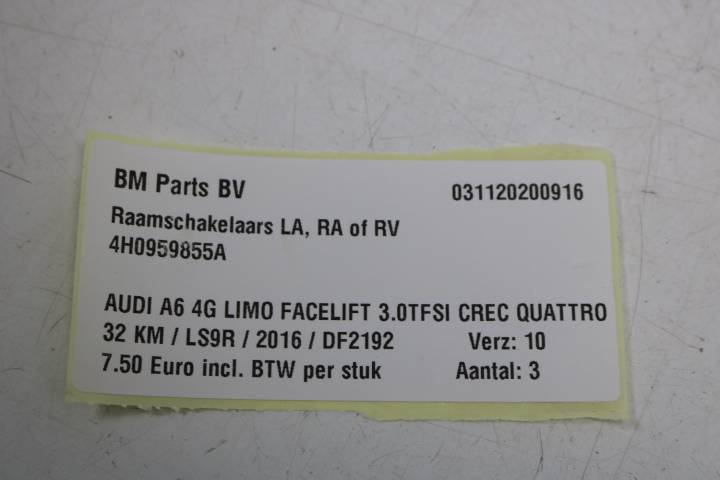 BM Parts BV 031120200916
Raamschakelaars LA, RA of RV
4H0959855A
AUDI A6 4G LIMO FACELIFT 3.0TFSI CREC QUATTRO
32 KM / LS9R / 2016 / DF2192 Verz: 10
7.50 Euro incl. BTW per stuk Aantal: 3